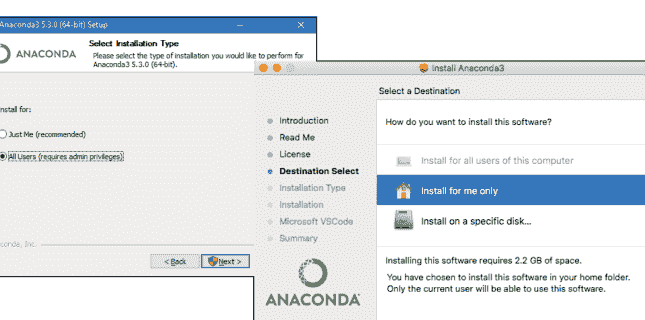 Anaconda3 5.3.0 (64-bit) Setup
ANACONDA
Select Installation Type
Please select the type of installation you would like to perform for
Anaconda3 5.3.0 (64-bit).
nstall for:
Just Me (recommended)
All Users (requires admin privileges)
conda, Inc.
< Back
Next >
Install Anaconda3
Select a Destination
Introduction
Read Me
License
Destination Select
Installation Type
Installation
Microsoft VSCode
Summary
ANACONDA
How do you want to install this software?
Install for all users of this computer
Install for me only
Install on a specific disk...
Installing this software requires 2.2 GB of space.
You have chosen to install this software in your home folder.
Only the current user will be able to use this software.